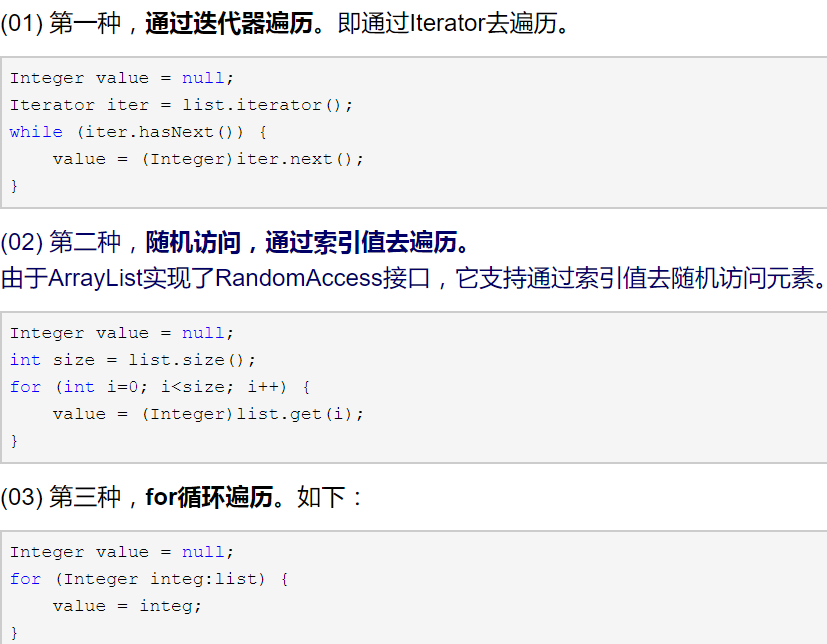 (01) 第一种，通过迭代器遍历。即通过Iterator去遍历。
Integer value = null;
Iterator iter = list.iterator();
while (iter.hasNext()) {
    value = (Integer)iter.next();
}
(02) 第二种，随机访问，通过索引值去遍历。
由于ArrayList实现了RandomAccess接口，它支持通过索引值去随机访问元素。
Integer value = null;
int size = list.size();
for (int i=0; i<size; i++) {
    value = (Integer)list.get(i);
}
(03) 第三种，for循环遍历。如下：
Integer value = null;
for (Integer integ:list) {
    value = integ;
}